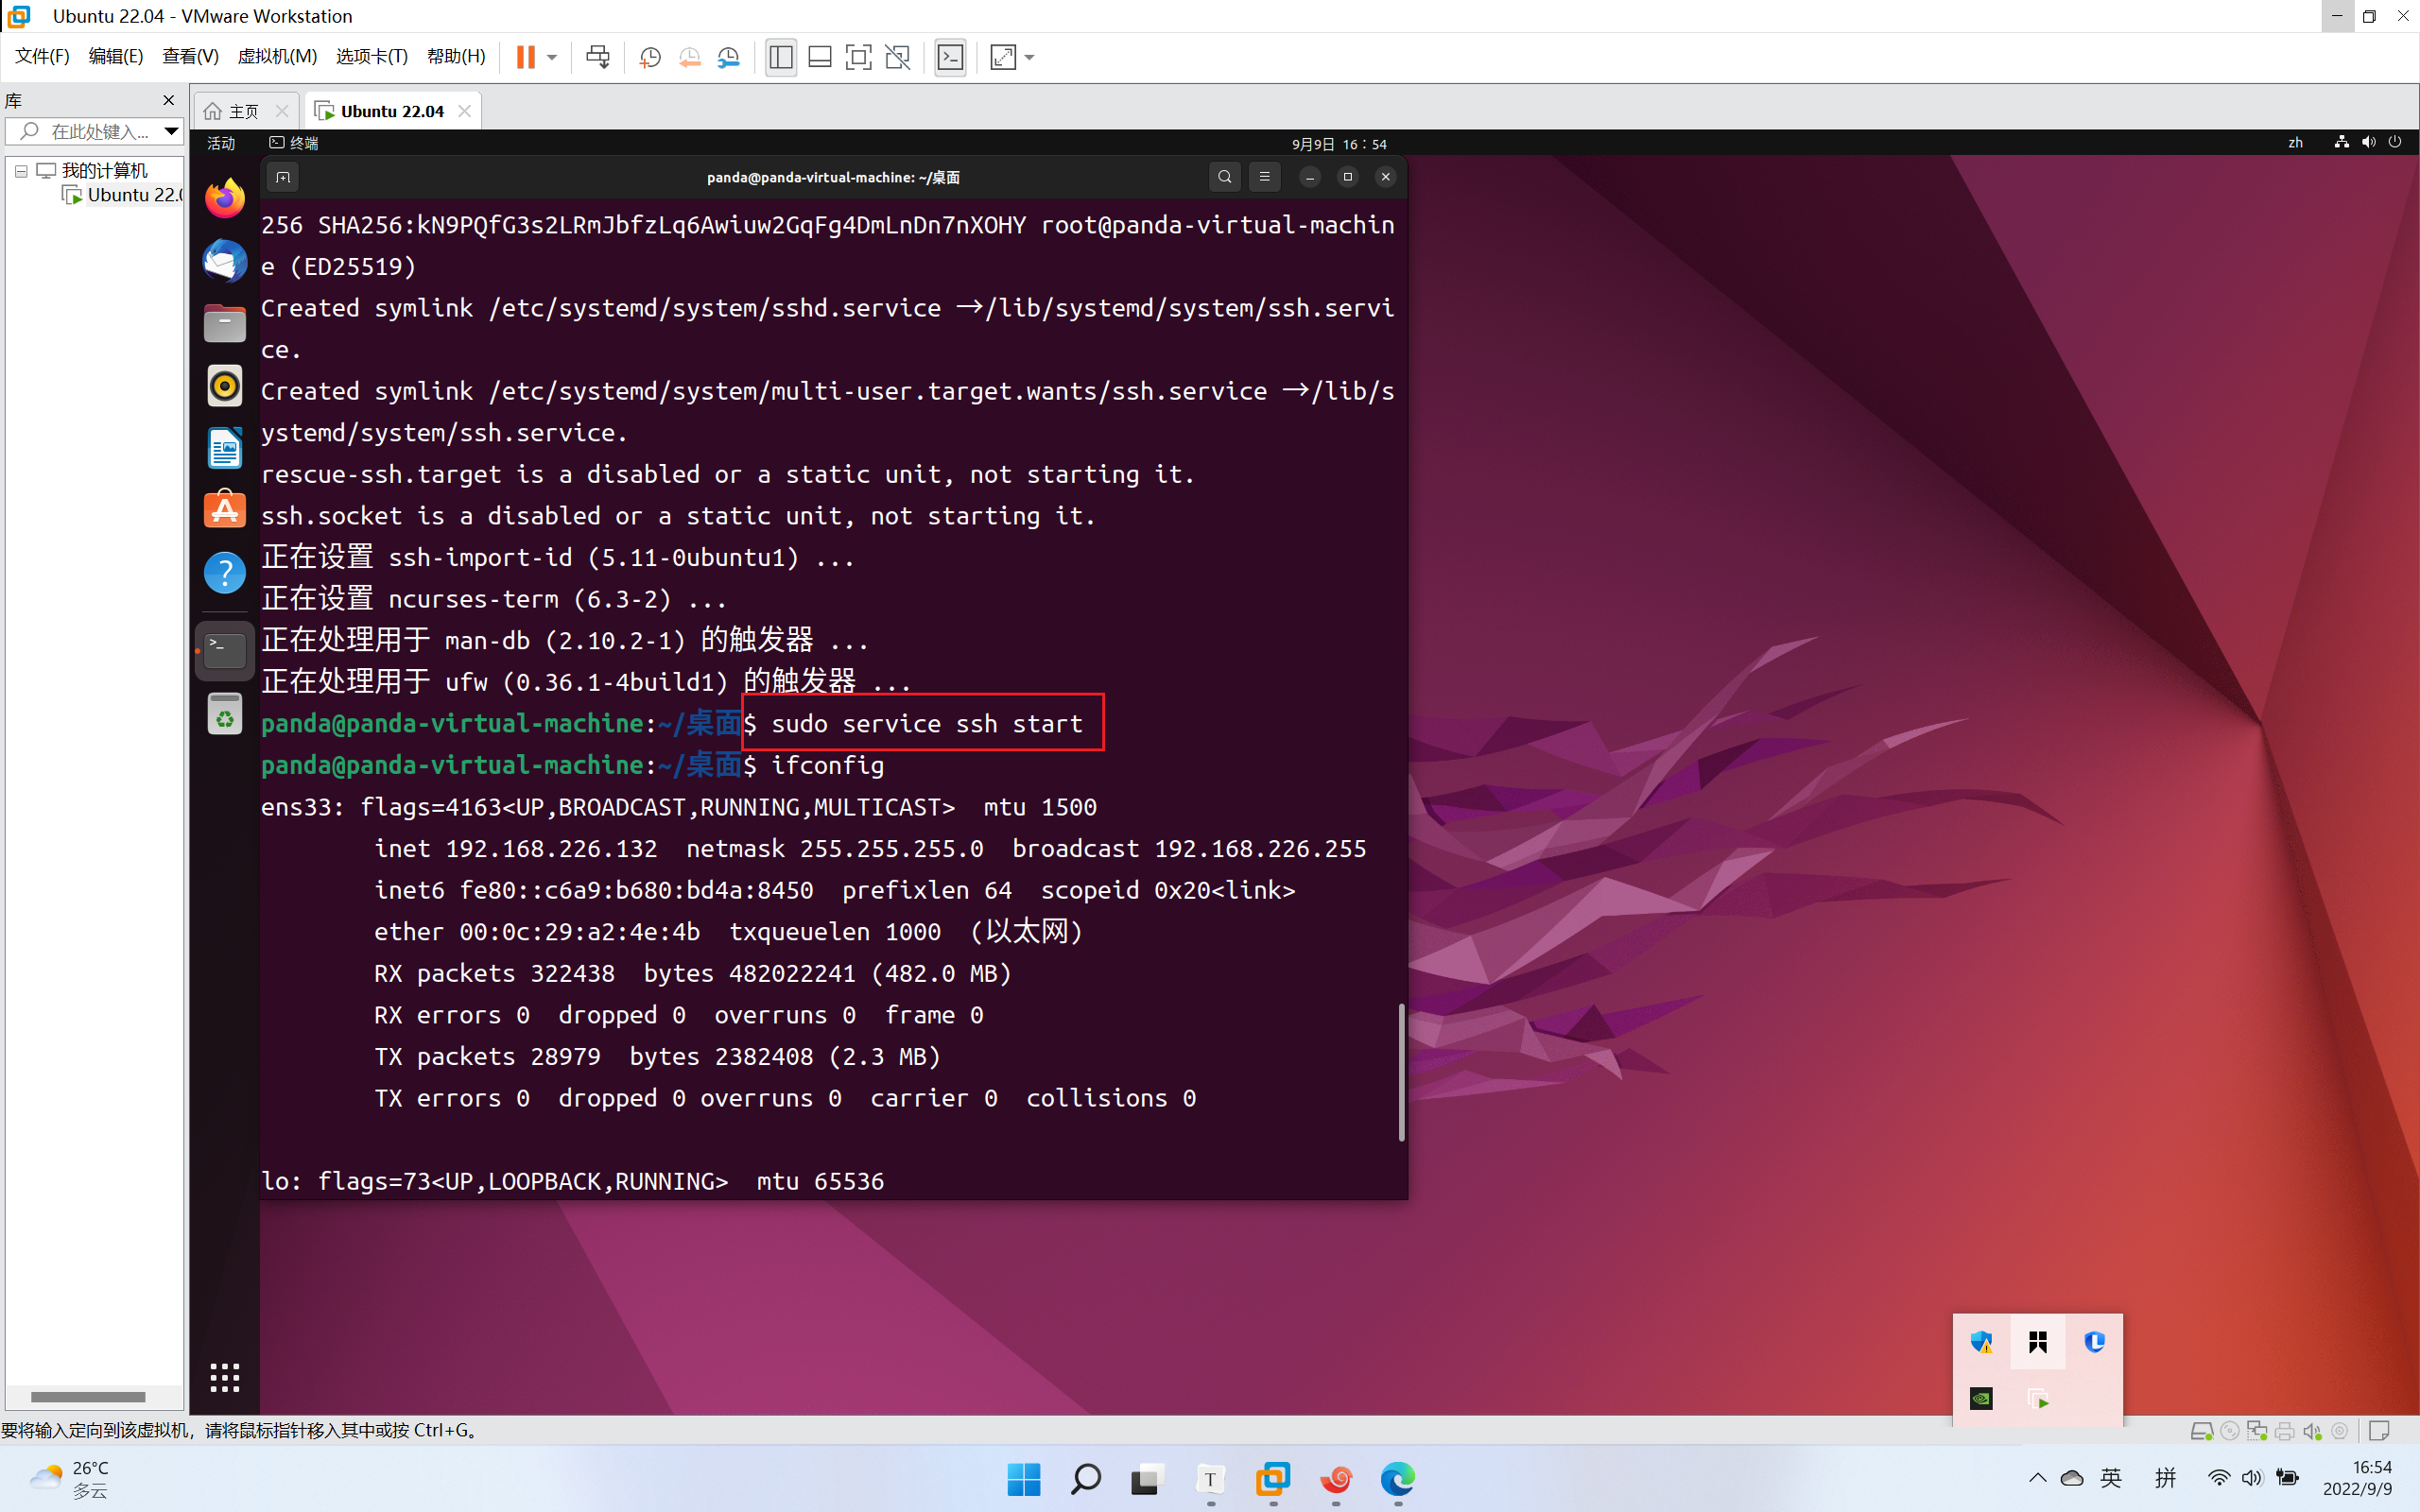 Ubuntu 22.04 - VMware Workstation
文件(F) 编辑(E) 查看(V) 虚拟机(M) 选项卡(T) 帮助(H)
库
在此处键入...
我的计算机
Ubuntu 22.0
主页 Ubuntu 22.04
活动 终端 9月9日 16：54 zh
panda@panda-virtual-machine: ~/桌面
256 SHA256:kN9PQfG3s2LRmJbfzLq6Awiuw2GqFg4DmLnDn7nXOHY root@panda-virtual-machin
e (ED25519)
Created symlink /etc/systemd/system/sshd.service → /lib/systemd/system/ssh.servi
ce.
Created symlink /etc/systemd/system/multi-user.target.wants/ssh.service → /lib/s
ystemd/system/ssh.service.
rescue-ssh.target is a disabled or a static unit, not starting it.
ssh.socket is a disabled or a static unit, not starting it.
正在设置 ssh-import-id (5.11-0ubuntu1) ...
正在设置 ncurses-term (6.3-2) ...
正在处理用于 man-db (2.10.2-1) 的触发器 ...
正在处理用于 ufw (0.36.1-4build1) 的触发器 ...
panda@panda-virtual-machine:~/桌面$ sudo service ssh start
panda@panda-virtual-machine:~/桌面$ ifconfig
ens33: flags=4163<UP,BROADCAST,RUNNING,MULTICAST>  mtu 1500
inet 192.168.226.132  netmask 255.255.255.0  broadcast 192.168.226.255
inet6 fe80::c6a9:b680:bd4a:8450  prefixlen 64  scopeid 0x20<link>
ether 00:0c:29:a2:4e:4b  txqueuelen 1000  (以太网)
RX packets 322438  bytes 482022241 (482.0 MB)
RX errors 0  dropped 0  overruns 0  frame 0
TX packets 28979  bytes 2382408 (2.3 MB)
TX errors 0  dropped 0 overruns 0  carrier 0  collisions 0
lo: flags=73<UP,LOOPBACK,RUNNING>  mtu 65536
要将输入定向到该虚拟机，请将鼠标指针移入其中或按 Ctrl+G。
26°C
多云
英 拼
16:54
2022/9/9